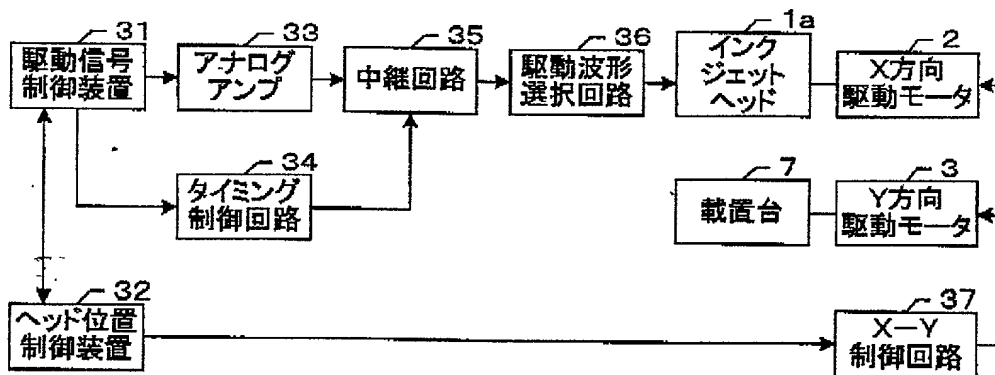 31
駆動信号
制御装置
33
アナログ
アンプ
35
中継回路
36
駆動波形
選択回路
1a
インク
ジェット
ヘッド
2
X方向
駆動モータ
34
タイミング
制御回路
7
載置台
3
Y方向
駆動モータ
32
ヘッド位置
制御装置
37
X-Y
制御回路